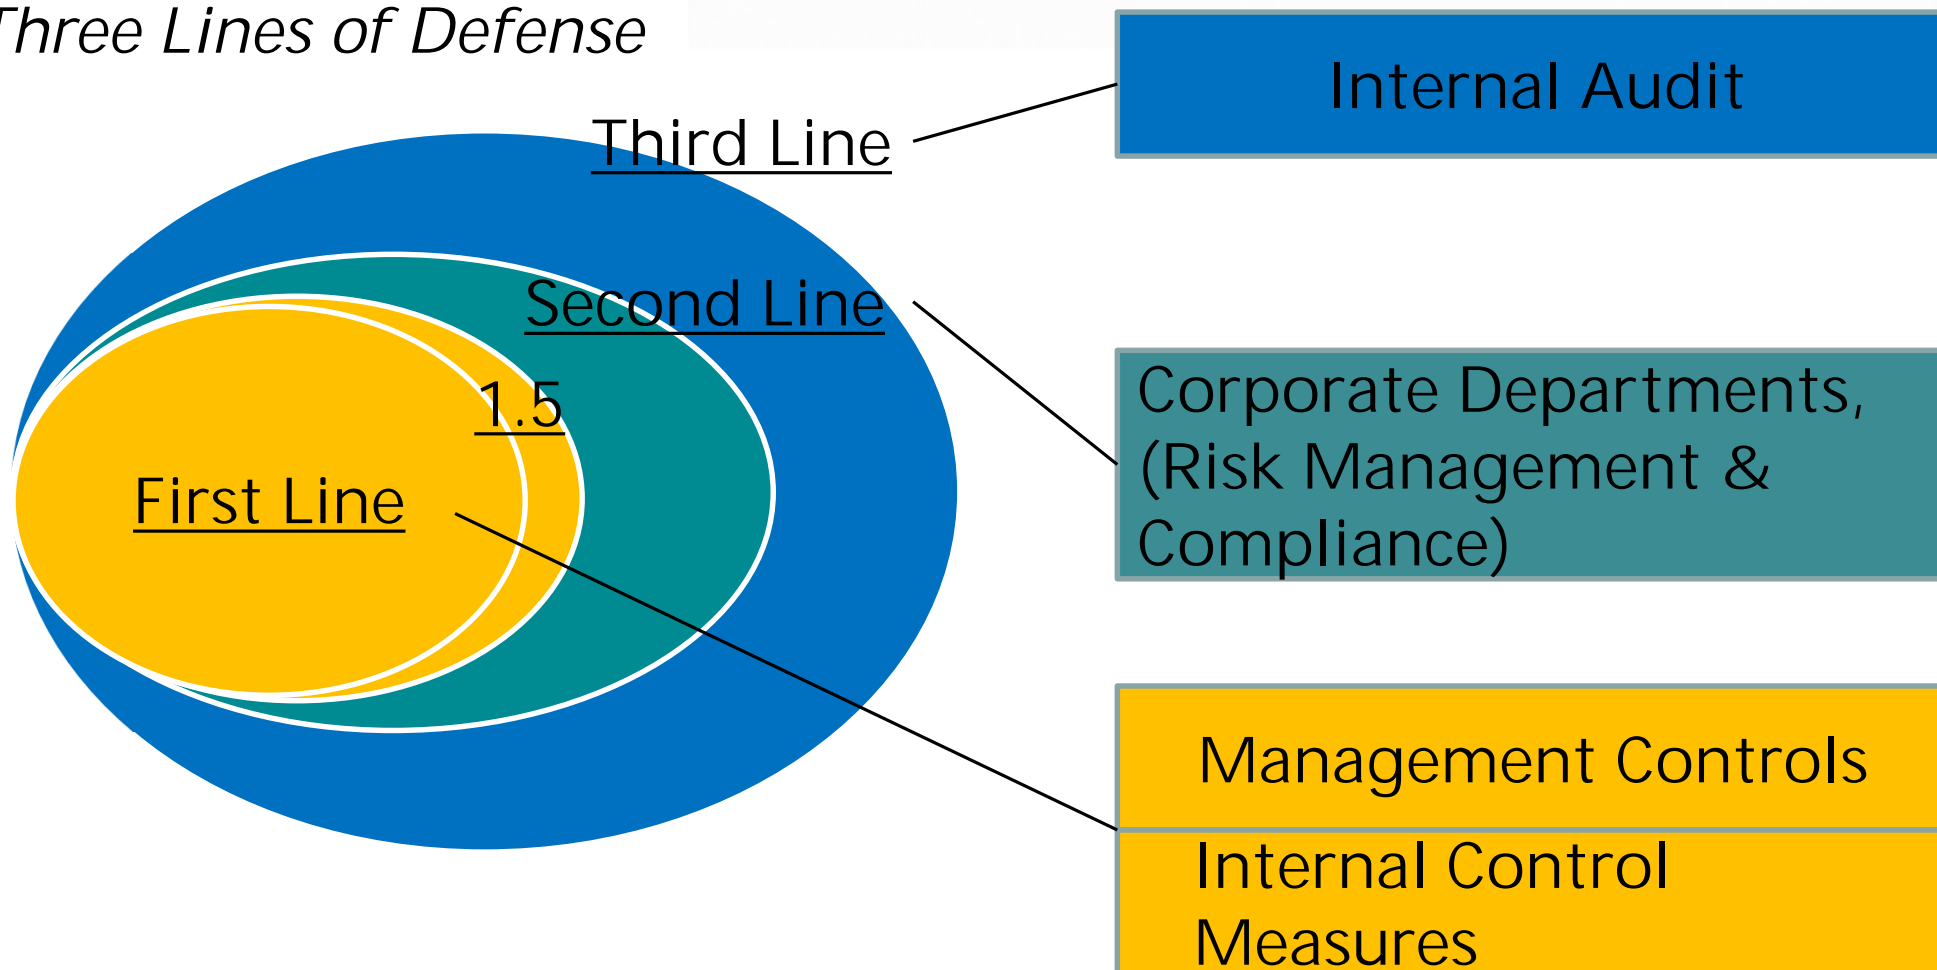 Three Lines of Defense
Third Line
Internal Audit
Second Line
1.5
First Line
Corporate Departments,
(Risk Management &
Compliance)
Management Controls
Internal Control
Measures